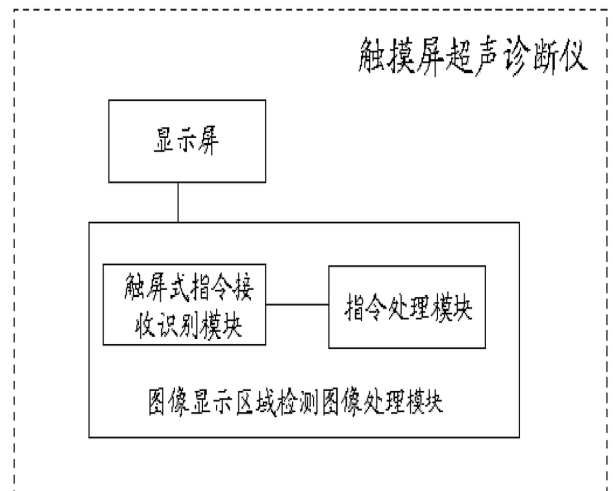 触摸屏超声诊断仪
显示屏
触屏式指令接
收识别模块
指令处理模块
图像显示区域检测图像处理模块